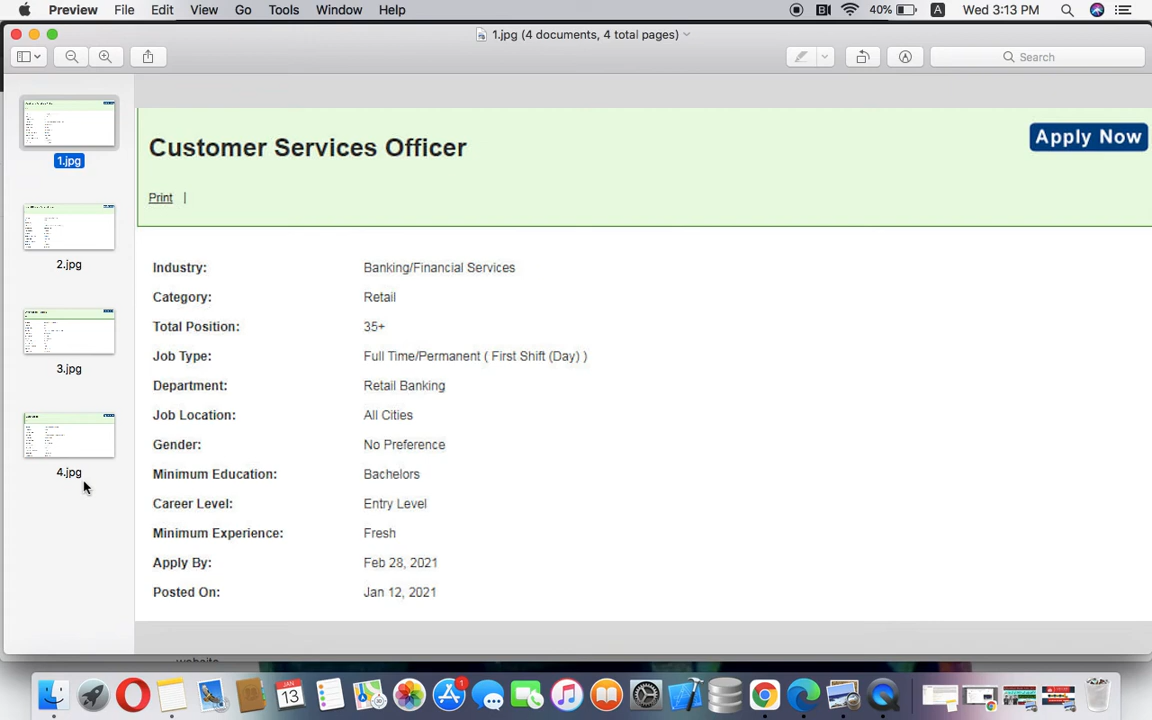 Preview File Edit View Go Tools Window Help 40% A Wed 3:13 PM
1.jpg (4 documents, 4 total pages)
Search
1.jpg
2.jpg
3.jpg
4.jpg
Customer Services Officer
Apply Now
Print |
Industry: Banking/Financial Services
Category: Retail
Total Position: 35+
Job Type: Full Time/Permanent ( First Shift (Day) )
Department: Retail Banking
Job Location: All Cities
Gender: No Preference
Minimum Education: Bachelors
Career Level: Entry Level
Minimum Experience: Fresh
Apply By: Feb 28, 2021
Posted On: Jan 12, 2021
website
JAN
13
1